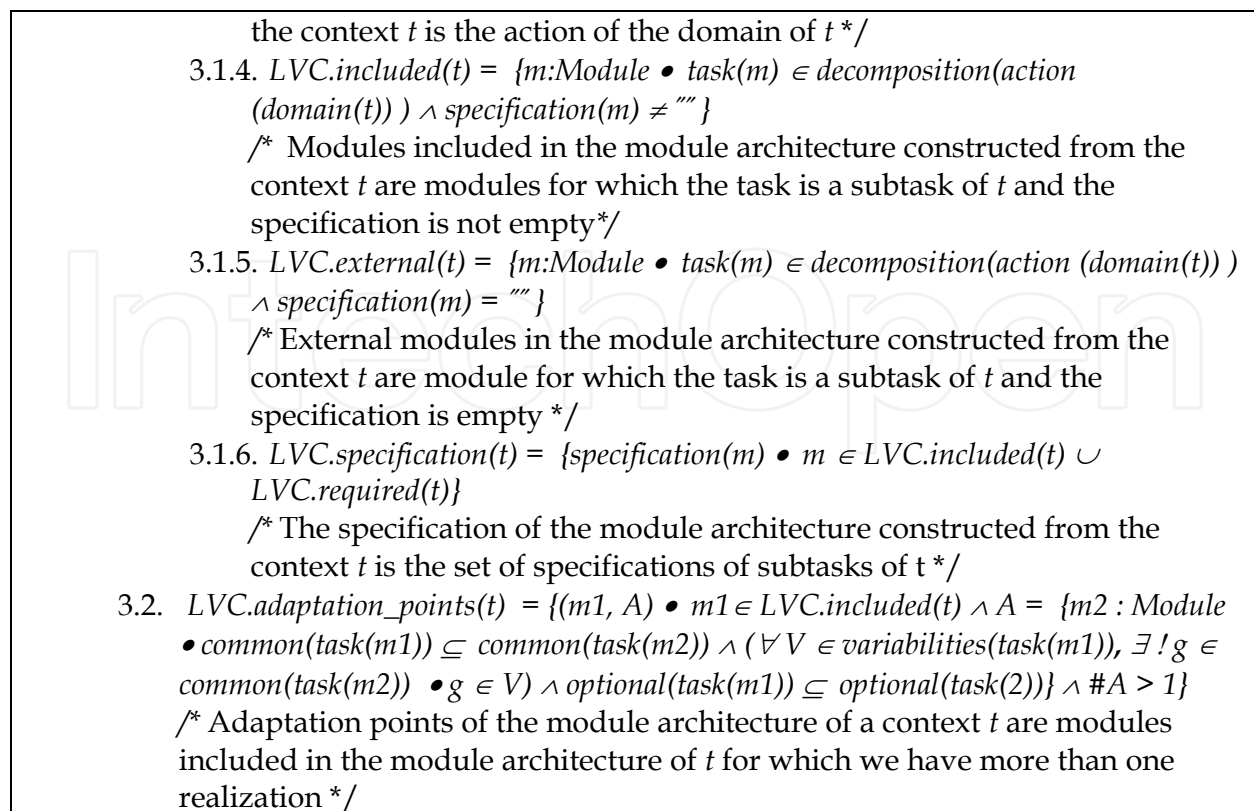 the context t is the action of the domain of t */
3.1.4. LVC.included(t) = {m:Module • task(m) ∈ decomposition(action
(domain(t)) ) ∧ specification(m) ≠ "" }
/* Modules included in the module architecture constructed from the
context t are modules for which the task is a subtask of t and the
specification is not empty*/
3.1.5. LVC.external(t) = {m:Module • task(m) ∈ decomposition(action (domain(t)) )
∧ specification(m) = "" }
/* External modules in the module architecture constructed from the
context t are module for which the task is a subtask of t and the
specification is empty */
3.1.6. LVC.specification(t) = {specification(m) • m ∈ LVC.included(t) ∪
LVC.required(t)}
/* The specification of the module architecture constructed from the
context t is the set of specifications of subtasks of t */
3.2. LVC.adaptation_points(t) = {(m1, A) • m1∈ LVC.included(t) ∧ A = {m2 : Module
• common(task(m1)) ⊆ common(task(m2)) ∧ (∀ V ∈ variabilities(task(m1)), ∃ ! g ∈
common(task(m2)) • g ∈ V) ∧ optional(task(m1)) ⊆ optional(task(2))} ∧ #A > 1}
/* Adaptation points of the module architecture of a context t are modules
included in the module architecture of t for which we have more than one
realization */
IntechOpen